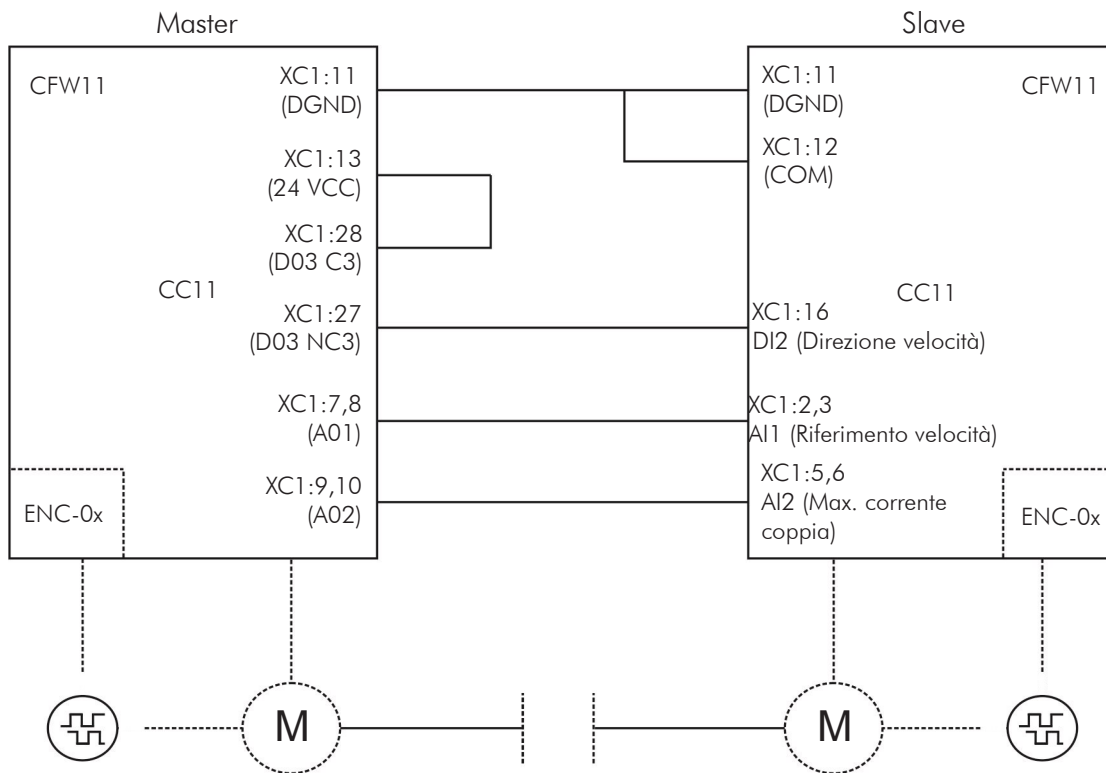 Master
Slave
CFW11
XC1:11
(DGND)
XC1:13
(24 VCC)
XC1:28
(D03 C3)
CC11
XC1:27
(D03 NC3)
XC1:7,8
(A01)
XC1:9,10
(A02)
ENC-0x
M
XC1:11
(DGND)
CFW11
XC1:12
(COM)
CC11
XC1:16
DI2 (Direzione velocità)
XC1:2,3
AI1 (Riferimento velocità)
XC1:5,6
AI2 (Max. corrente
coppia)
ENC-0x
M